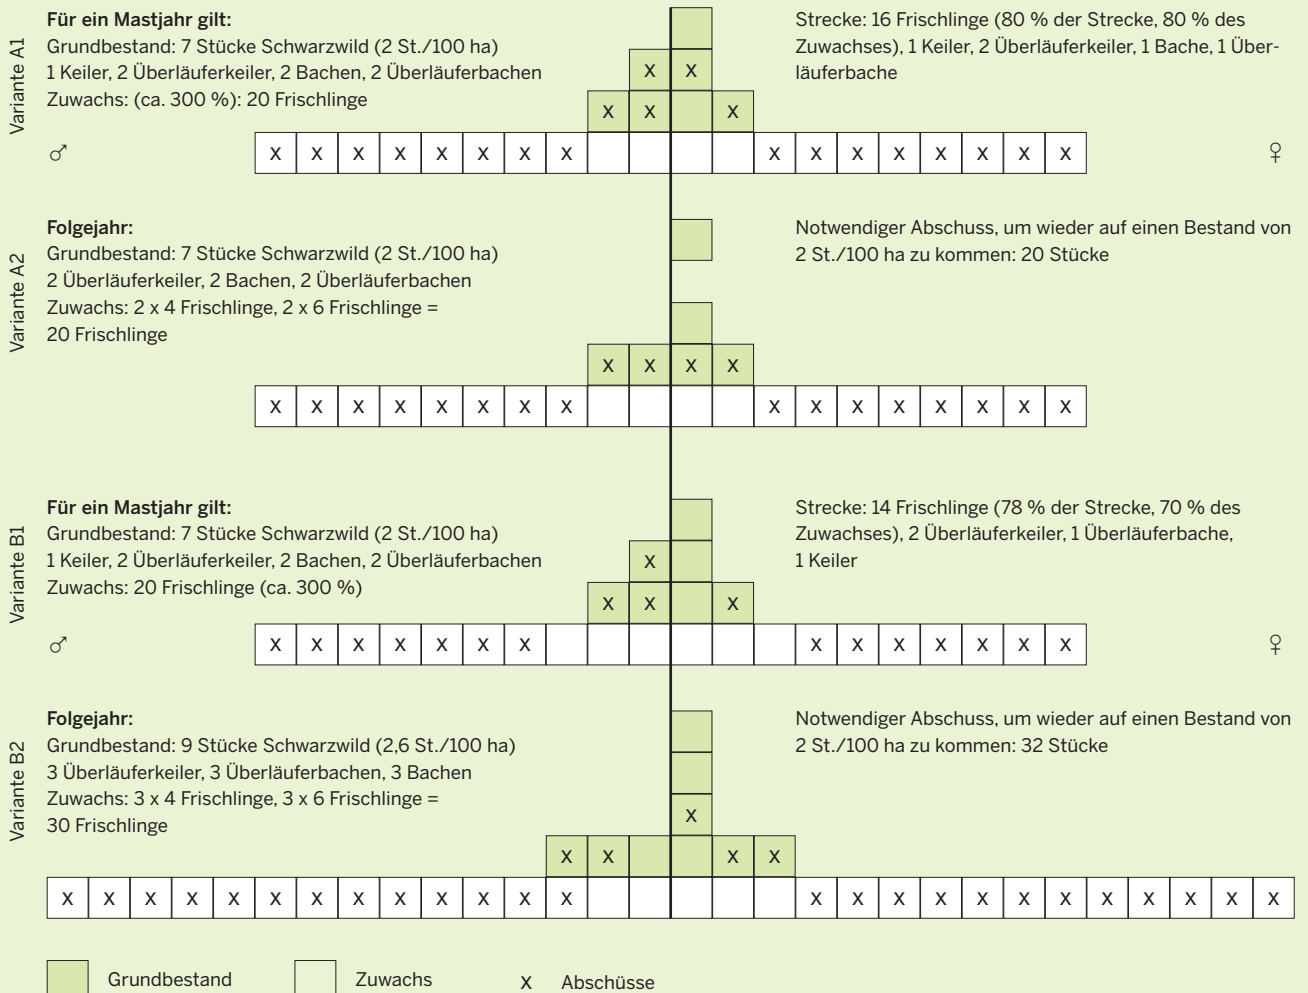 Variante A1
Für ein Mastjahr gilt:
Grundbestand: 7 Stücke Schwarzwild (2 St./100 ha)
1 Keiler, 2 Überläuferkeiler, 2 Bachen, 2 Überläuferbachen
Zuwachs: (ca. 300 %): 20 Frischlinge
Strecke: 16 Frischlinge (80 % der Strecke, 80 % des
Zuwachses), 1 Keiler, 2 Überläuferkeiler, 1 Bache, 1 Über-
läuferbache
x x
x x x
♂ x x x x x x x x x x x x x x x x ♀
Variante A2
Folgejahr:
Grundbestand: 7 Stücke Schwarzwild (2 St./100 ha)
2 Überläuferkeiler, 2 Bachen, 2 Überläuferbachen
Zuwachs: 2 x 4 Frischlinge, 2 x 6 Frischlinge =
20 Frischlinge
Notwendiger Abschuss, um wieder auf einen Bestand von
2 St./100 ha zu kommen: 20 Stücke
x x x x
x x x x x x x x x x x x x x x x
Variante B1
Für ein Mastjahr gilt:
Grundbestand: 7 Stücke Schwarzwild (2 St./100 ha)
1 Keiler, 2 Überläuferkeiler, 2 Bachen, 2 Überläuferbachen
Zuwachs: 20 Frischlinge (ca. 300 %)
Strecke: 14 Frischlinge (78 % der Strecke, 70 % des
Zuwachses), 2 Überläuferkeiler, 1 Überläuferbache,
1 Keiler
x
x x x
♂ x x x x x x x x x x x x x x ♀
Variante B2
Folgejahr:
Grundbestand: 9 Stücke Schwarzwild (2,6 St./100 ha)
3 Überläuferkeiler, 3 Überläuferbachen, 3 Bachen
Zuwachs: 3 x 4 Frischlinge, 3 x 6 Frischlinge =
30 Frischlinge
Notwendiger Abschuss, um wieder auf einen Bestand von
2 St./100 ha zu kommen: 32 Stücke
x
x x x x
x x x x x x x x x x x x x x x x x x x x x x x x x
Grundbestand
Zuwachs
x Abschüsse